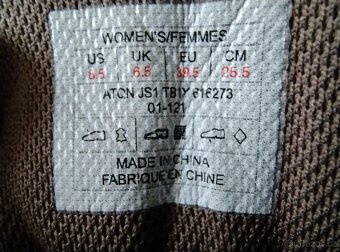 WOMEN'S/FEMMES
US UK EU CM
8.5 6.5 39.5 25.5
ATCN JS1 TB1Y 616273
01-121
MADE IN CHINA
FABRIQUE EN CHINE